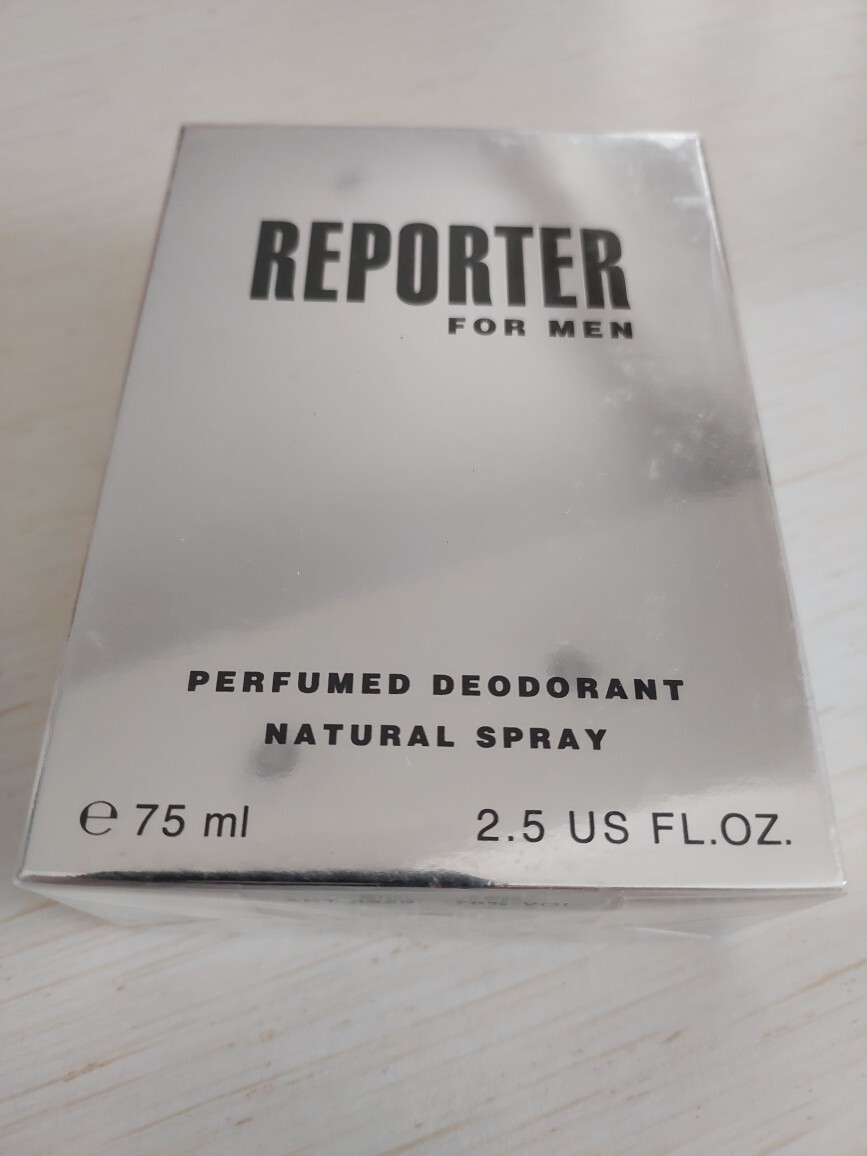 REPORTER
FOR MEN
PERFUMED DEODORANT
NATURAL SPRAY
℮ 75 ml
2.5 US FL.OZ.